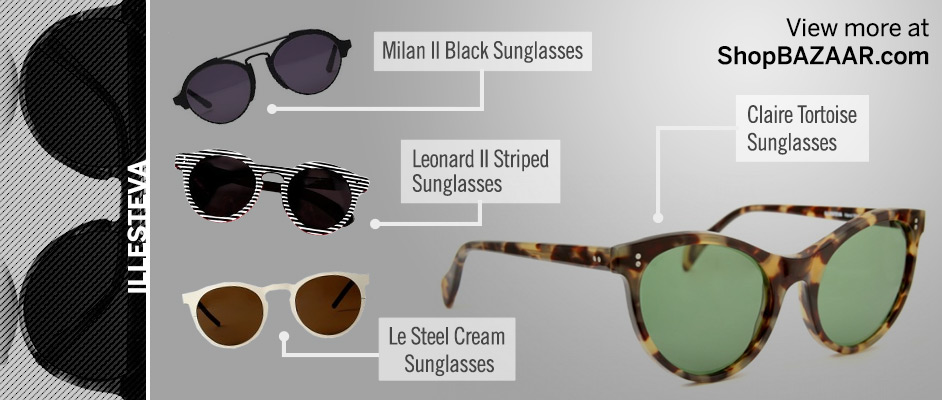 ILLESTEVA
Milan II Black Sunglasses
Leonard II Striped
Sunglasses
Le Steel Cream
Sunglasses
View more at
ShopBAZAAR.com
Claire Tortoise
Sunglasses